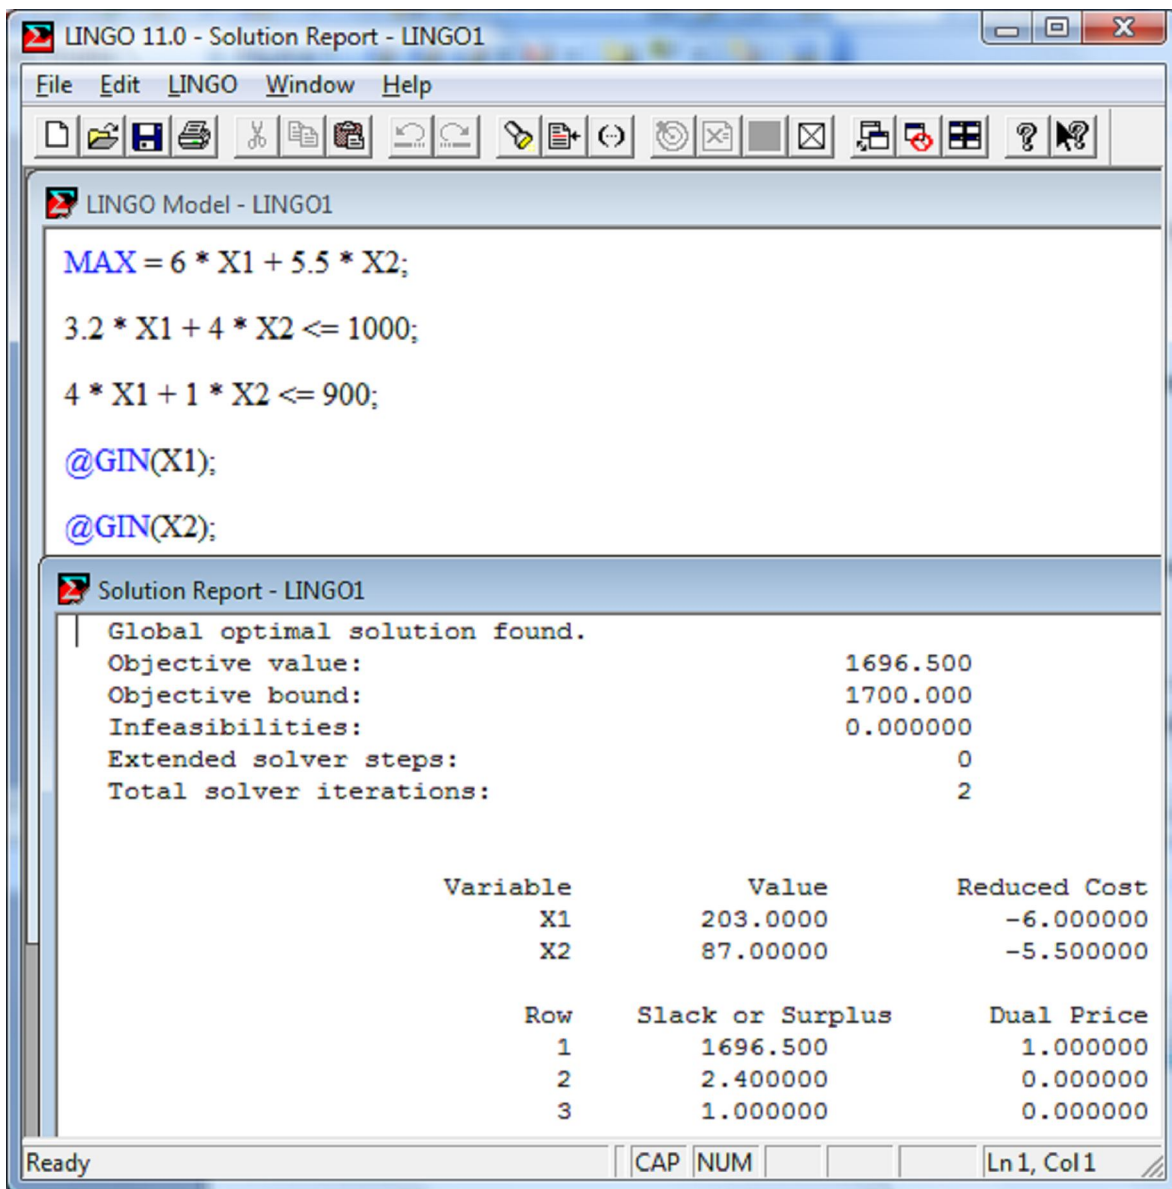 LINGO 11.0 - Solution Report - LINGO1
File Edit LINGO Window Help
LINGO Model - LINGO1
MAX = 6 * X1 + 5.5 * X2;
3.2 * X1 + 4 * X2 <= 1000;
4 * X1 + 1 * X2 <= 900;
@GIN(X1);
@GIN(X2);
Solution Report - LINGO1
Global optimal solution found.
Objective value: 1696.500
Objective bound: 1700.000
Infeasibilities: 0.000000
Extended solver steps: 0
Total solver iterations: 2
Variable Value Reduced Cost
X1 203.0000 -6.000000
X2 87.00000 -5.500000
Row Slack or Surplus Dual Price
1 1696.500 1.000000
2 2.400000 0.000000
3 1.000000 0.000000
Ready CAP NUM Ln 1, Col 1